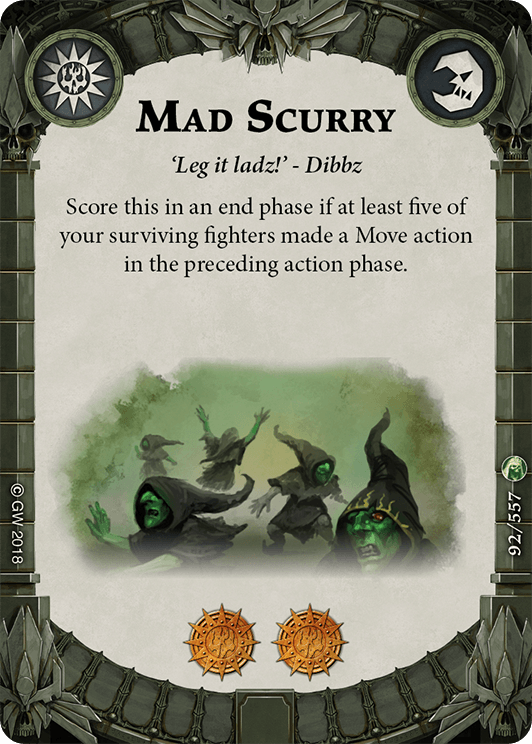 Mad Scurry
‘Leg it ladz!’ - Dibbz
Score this in an end phase if at least five of
your surviving fighters made a Move action
in the preceding action phase.
© GW 2018
92/557